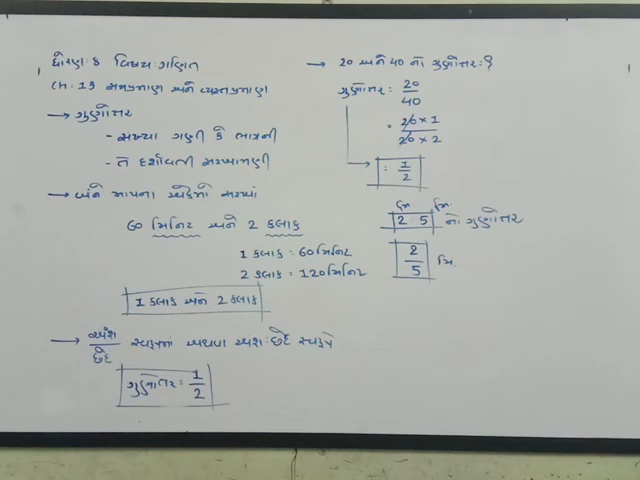 ધોરણ : 8 વિષય : ગણિત
CH : 13 સમપ્રમાણ અને વ્યસ્તપ્રમાણ
→ ગુણોત્તર
- સંખ્યા ગણી કે ભાગની
- તે દર્શાવતી સરખામણી
→ બંને માપના એકમો સરખાં
60 મિનિટ અને 2 કલાક
1 કલાક : 60 મિનિટ
2 કલાક : 120 મિનિટ
1 કલાક અને 2 કલાક
→ અંશ/છેદ સ્વરૂપમાં અથવા અંશ : છેદ સ્વરૂપે
ગુણોત્તર : 1/2
→ 20 અને 40 નો ગુણોત્તર : ?
ગુણોત્તર : 20/40
= 20 × 1 / 20 × 2
: 1/2
કિ કિ.
2 : 5 નો ગુણોત્તર
2/5 કિ.